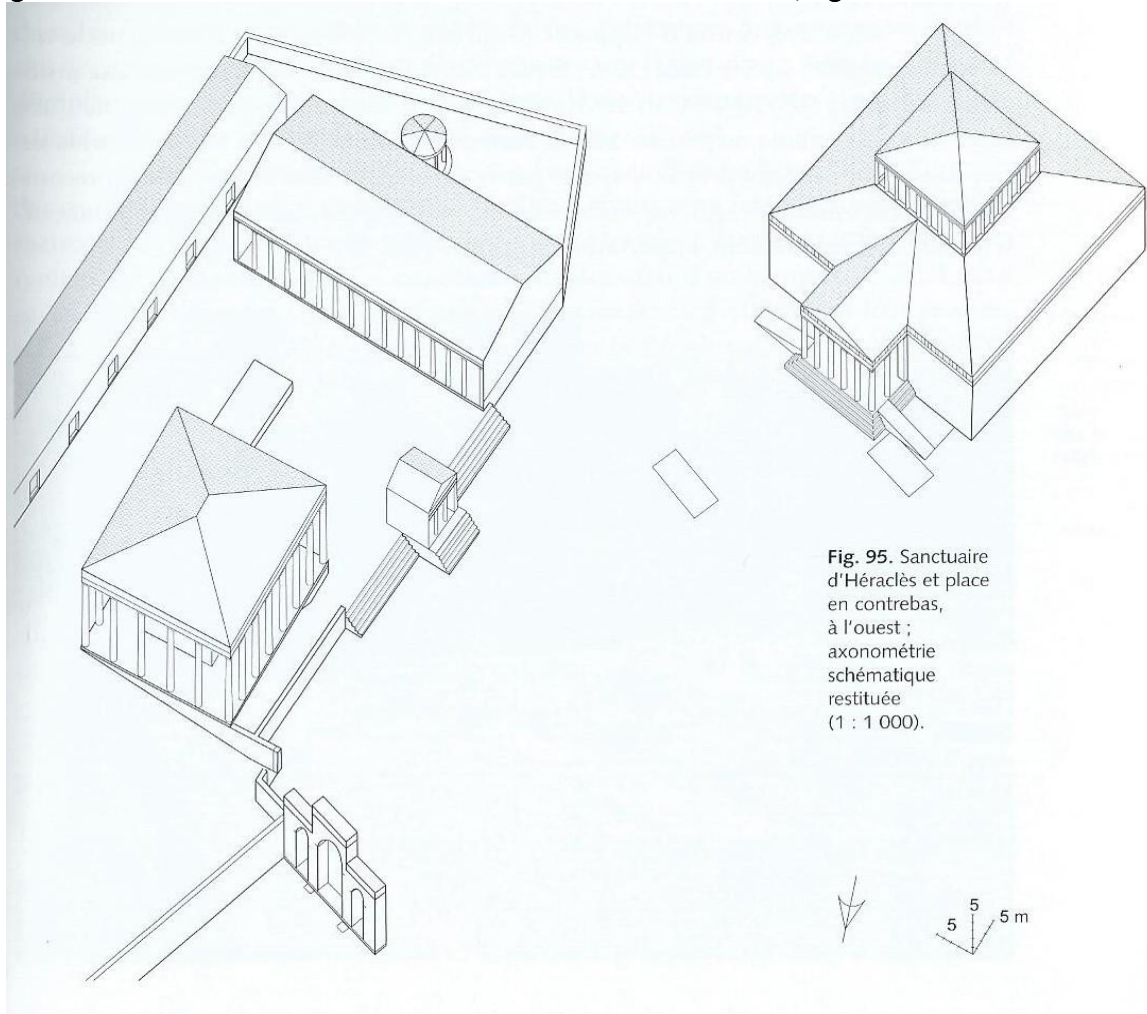 Fig. 95. Sanctuaire
d'Héraclès et place
en contrebas,
à l'ouest ;
axonométrie
schématique
restituée
(1 : 1 000).
5
5 5 m